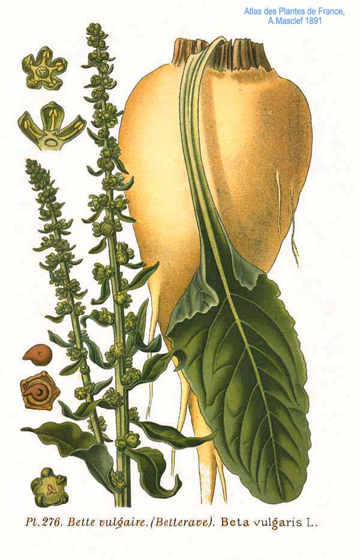 Atlas des Plantes de France,
A.Masclef 1891
Pl. 276. Bette vulgaire. (Betterave). Beta vulgaris L.